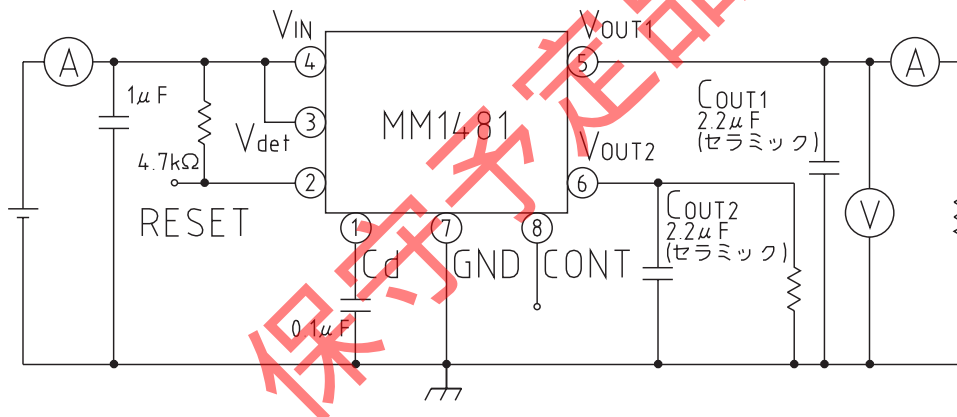 VIN
VOUT1
A
4
5
A
1μF
COUT1
2.2μF
(セラミック)
3
MM1481
Vdet
VOUT2
4.7kΩ
2
6
COUT2
2.2μF
(セラミック)
V
RESET
1
7
8
Cd
GND
CONT
0.1μF
保守予定品